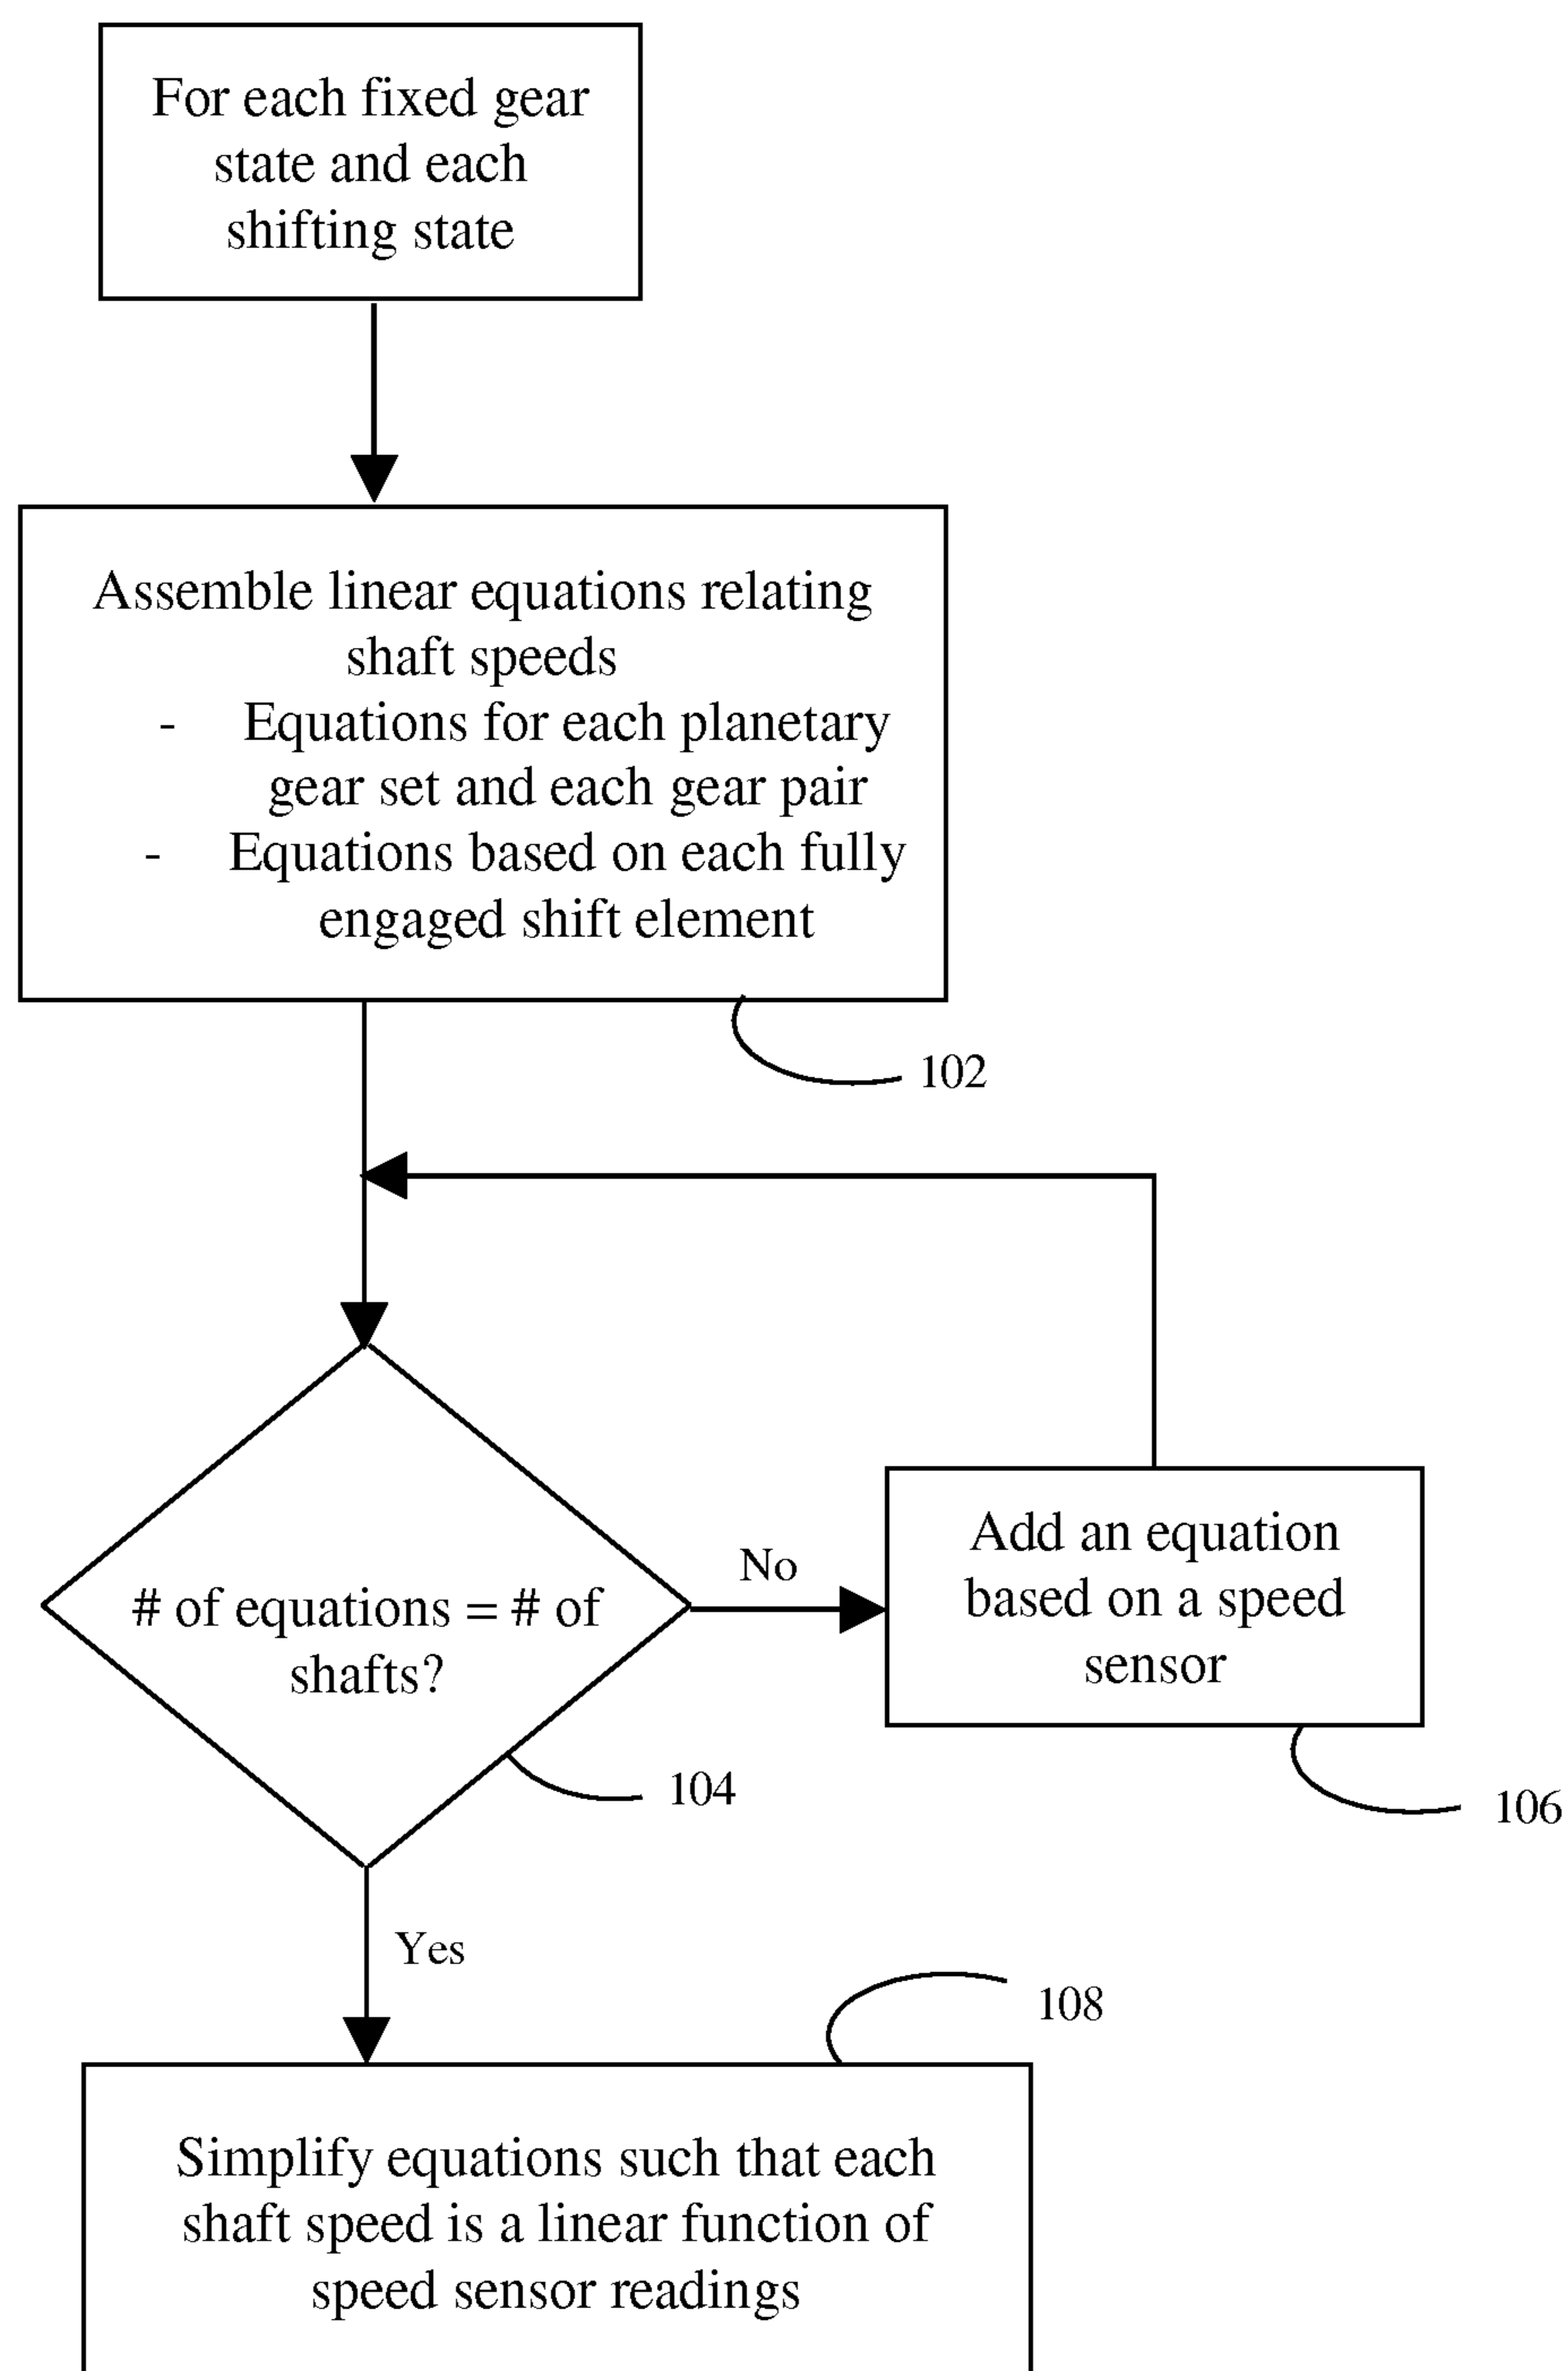 For each fixed gear
state and each
shifting state
Assemble linear equations relating
shaft speeds
- Equations for each planetary
gear set and each gear pair
- Equations based on each fully
engaged shift element
102
# of equations = # of
shafts?
No
Add an equation
based on a speed
sensor
104
106
Yes
108
Simplify equations such that each
shaft speed is a linear function of
speed sensor readings